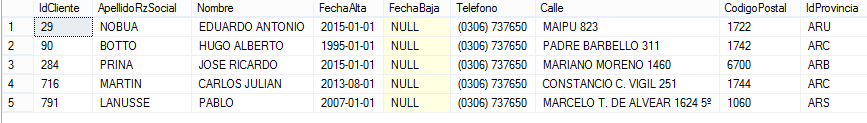 IdCliente ApellidoRzSocial Nombre FechaAlta FechaBaja Telefono Calle CodigoPostal IdProvincia
1 29 NOBUA EDUARDO ANTONIO 2015-01-01 NULL (0306) 737650 MAIPU 823 1722 ARU
2 90 BOTTO HUGO ALBERTO 1995-01-01 NULL (0306) 737650 PADRE BARBELLO 311 1742 ARC
3 284 PRINA JOSE RICARDO 2015-01-01 NULL (0306) 737650 MARIANO MORENO 1460 6700 ARB
4 716 MARTIN CARLOS JULIAN 2013-08-01 NULL (0306) 737650 CONSTANCIO C. VIGIL 251 1744 ARC
5 791 LANUSSE PABLO 2007-01-01 NULL (0306) 737650 MARCELO T. DE ALVEAR 1624 5º 1060 ARS